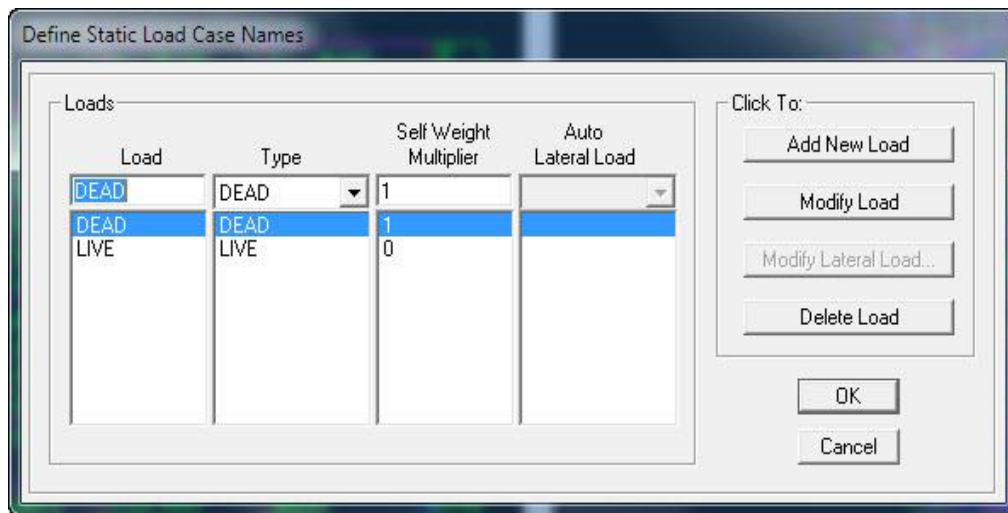 Define Static Load Case Names
Loads
Load Type Self Weight Multiplier Auto Lateral Load
DEAD DEAD 1
DEAD DEAD 1
LIVE LIVE 0
Click To:
Add New Load
Modify Load
Modify Lateral Load...
Delete Load
OK
Cancel